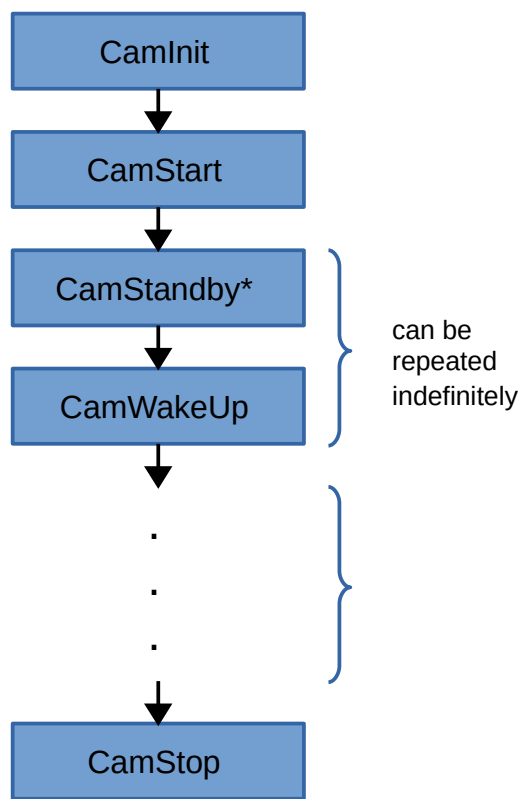 CamInit
CamStart
CamStandby*
can be
repeated
indefinitely
CamWakeUp
.
.
.
CamStop